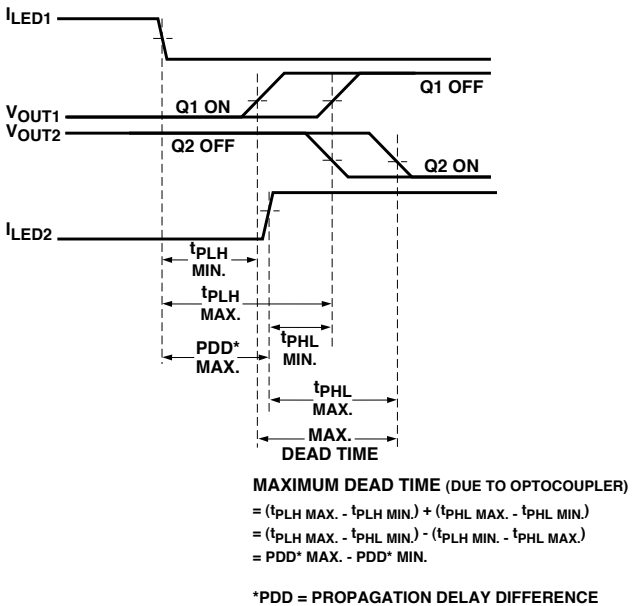 ILED1
Q1 OFF
VOUT1
Q1 ON
VOUT2
Q2 OFF
Q2 ON
ILED2
tPLH
MIN.
tPLH
MAX.
PDD*
MAX.
tPHL
MIN.
tPHL
MAX.
MAX.
DEAD TIME
MAXIMUM DEAD TIME (DUE TO OPTOCOUPLER)
= (tPLH MAX. - tPLH MIN.) + (tPHL MAX. - tPHL MIN.)
= (tPLH MAX. - tPHL MIN.) - (tPLH MIN. - tPHL MAX.)
= PDD* MAX. - PDD* MIN.
*PDD = PROPAGATION DELAY DIFFERENCE